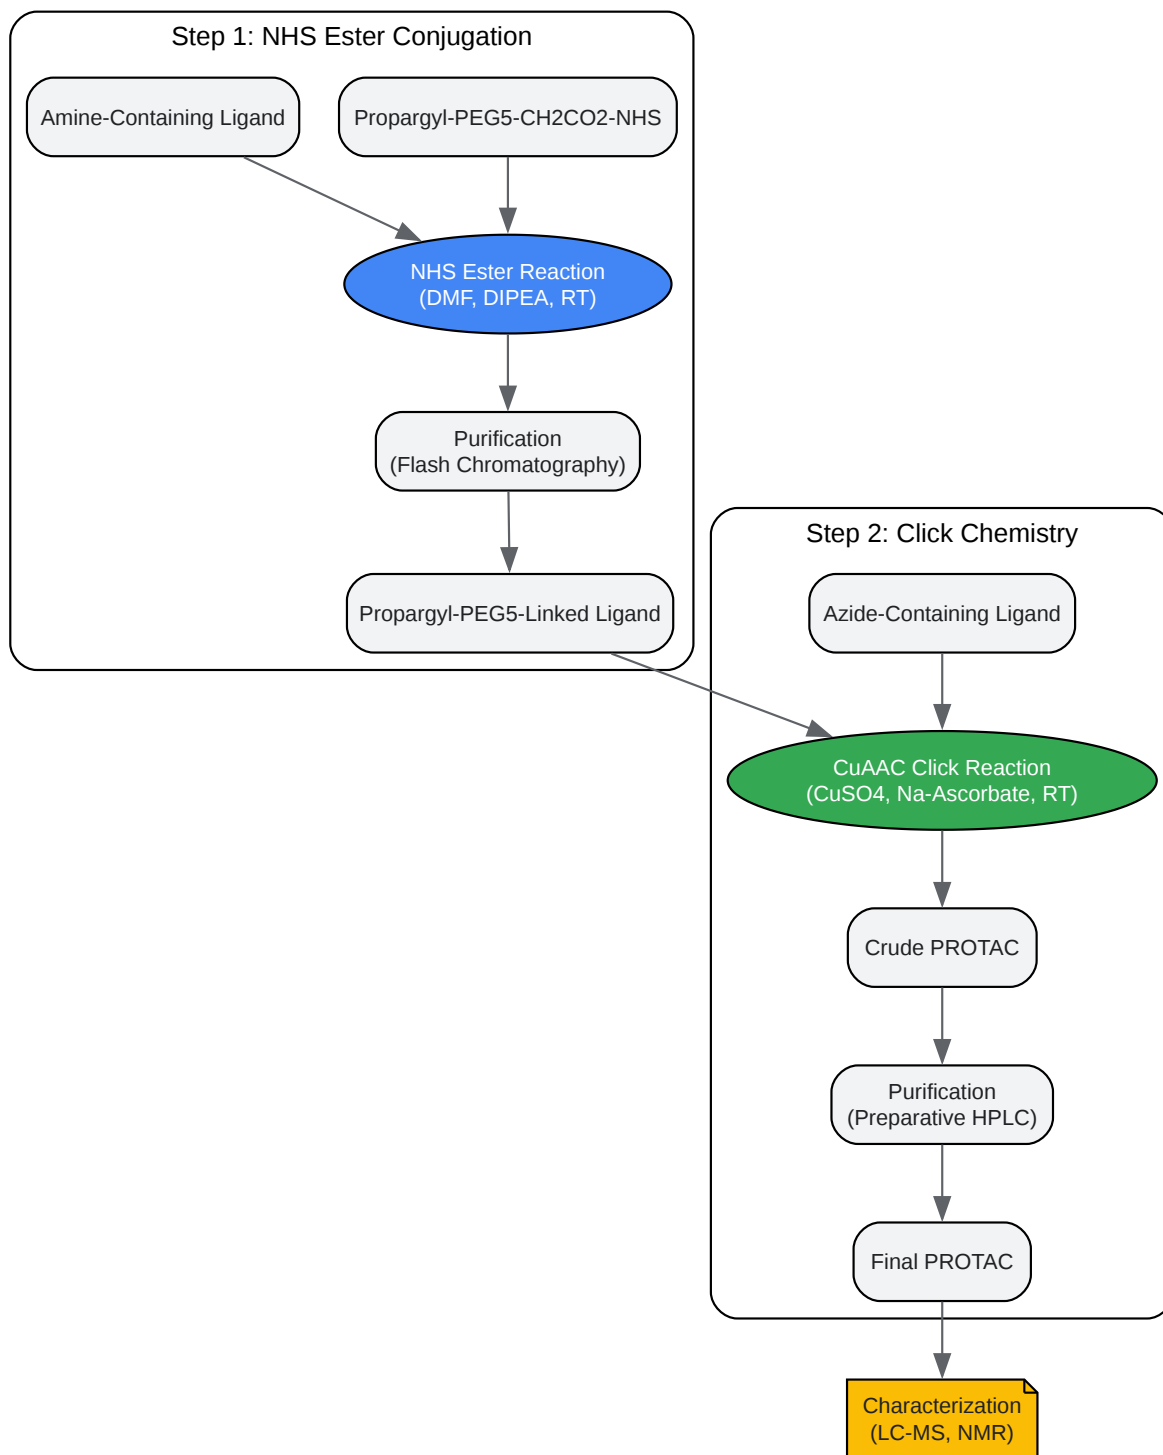 Step 1: NHS Ester Conjugation
Amine-Containing Ligand
Propargyl-PEG5-CH2CO2-NHS
NHS Ester Reaction
(DMF, DIPEA, RT)
Purification
(Flash Chromatography)
Propargyl-PEG5-Linked Ligand
Step 2: Click Chemistry
Azide-Containing Ligand
CuAAC Click Reaction
(CuSO4, Na-Ascorbate, RT)
Crude PROTAC
Purification
(Preparative HPLC)
Final PROTAC
Characterization
(LC-MS, NMR)